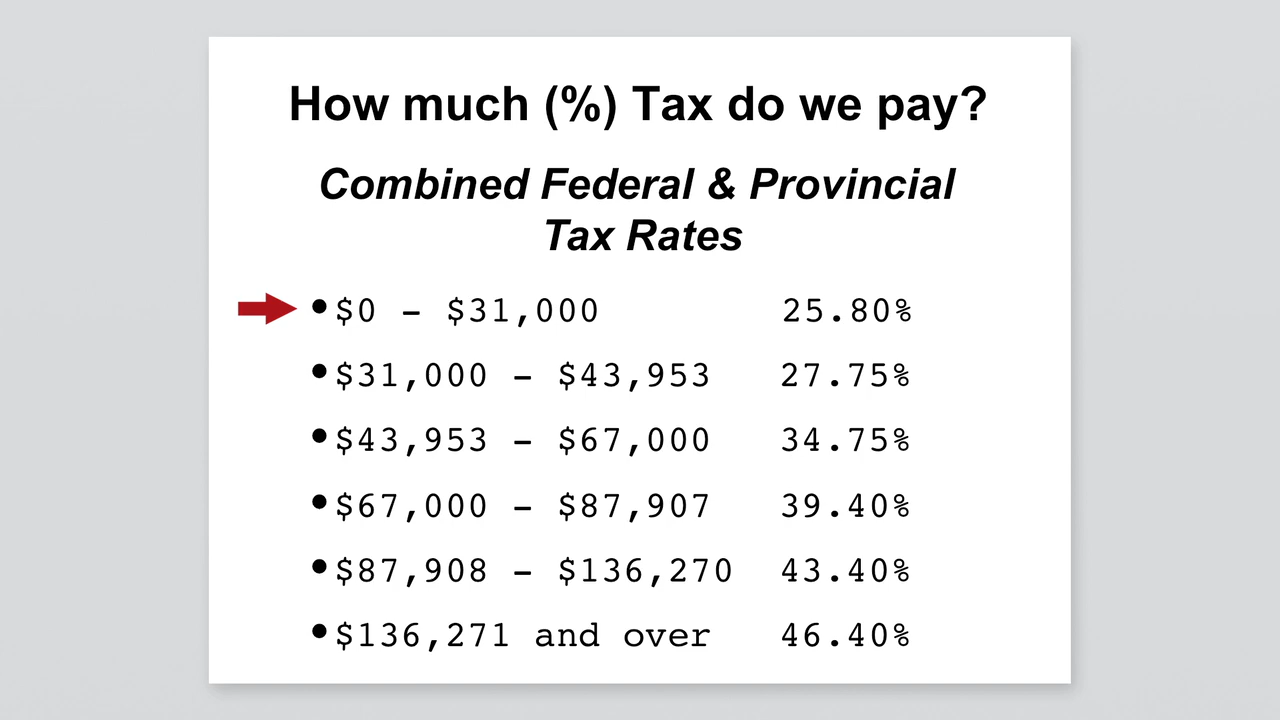 How much (%) Tax do we pay?
Combined Federal & Provincial
Tax Rates
•$0 – $31,000 25.80%
•$31,000 – $43,953 27.75%
•$43,953 – $67,000 34.75%
•$67,000 – $87,907 39.40%
•$87,908 – $136,270 43.40%
•$136,271 and over 46.40%